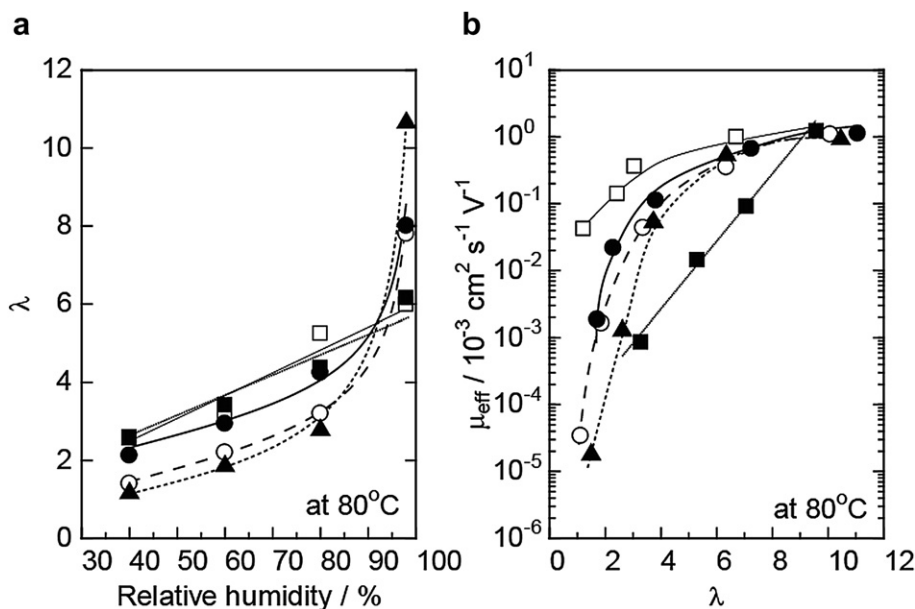 a
λ
12
10
8
6
4
2
0
at 80°C
30 40 50 60 70 80 90 100
Relative humidity / %
b
μeff / 10⁻³ cm² s⁻¹ V⁻¹
10¹
10⁰
10⁻¹
10⁻²
10⁻³
10⁻⁴
10⁻⁵
10⁻⁶
at 80°C
0 2 4 6 8 10 12
λ